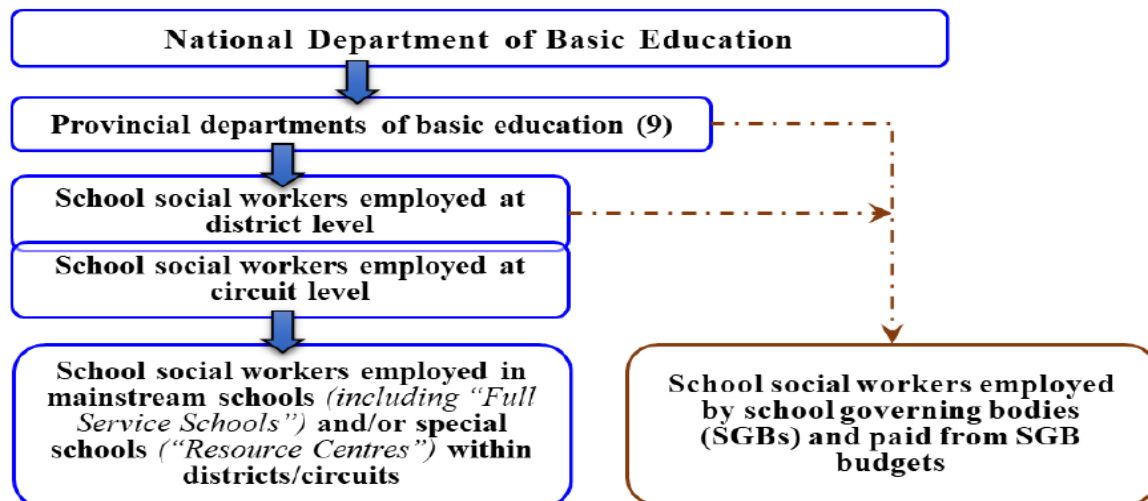 National Department of Basic Education
Provincial departments of basic education (9)
School social workers employed at
district level
School social workers employed at
circuit level
School social workers employed in
mainstream schools (including “Full
Service Schools”) and/or special
schools (“Resource Centres”) within
districts/circuits
School social workers employed
by school governing bodies
(SGBs) and paid from SGB
budgets